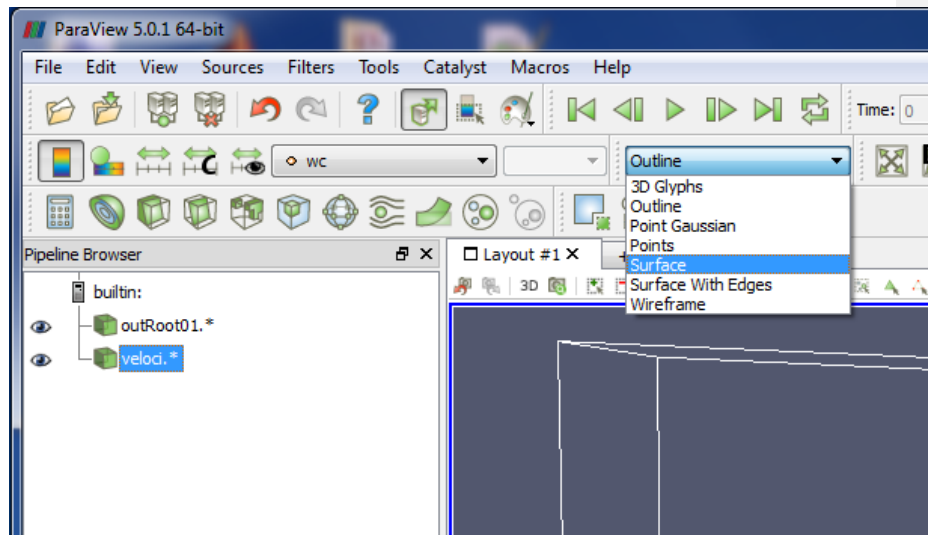 ParaView 5.0.1 64-bit
File Edit View Sources Filters Tools Catalyst Macros Help
Time: 0
wc
Outline
3D Glyphs
Outline
Point Gaussian
Points
Surface
Surface With Edges
Wireframe
Pipeline Browser
Layout #1
3D
builtin:
outRoot01.*
veloci.*